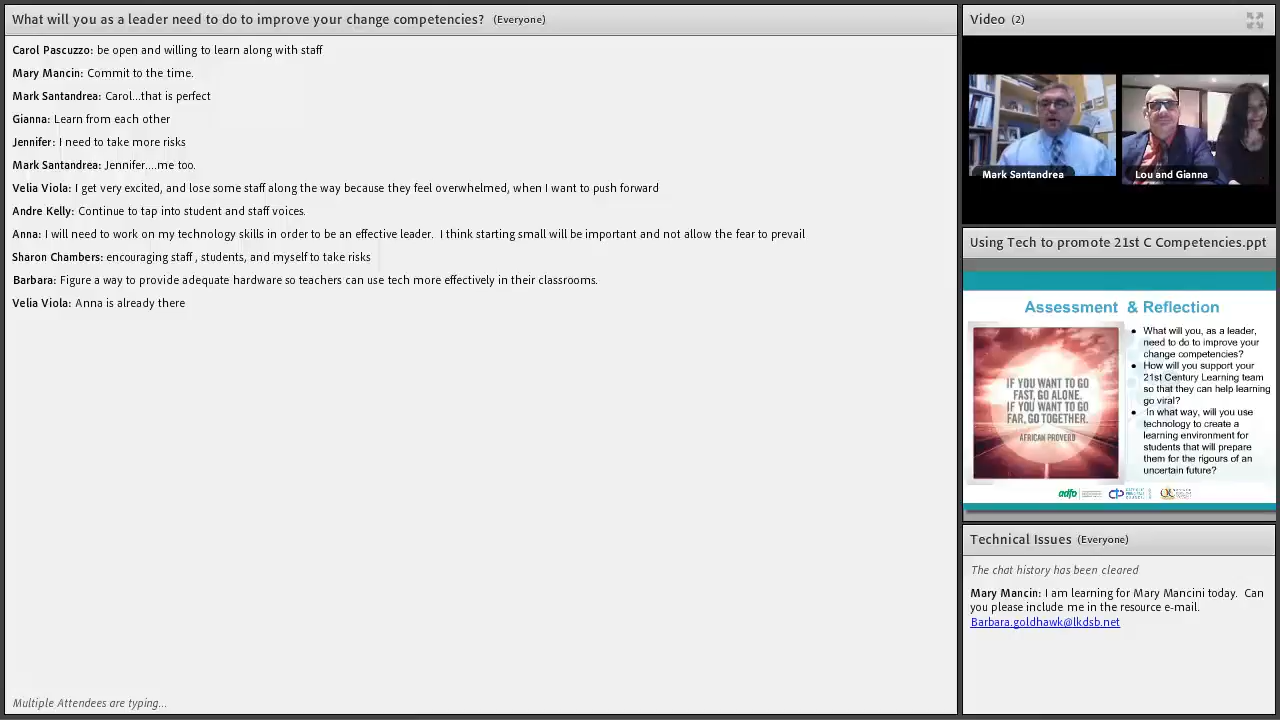 What will you as a leader need to do to improve your change competencies? (Everyone)
Carol Pascuzzo: be open and willing to learn along with staff
Mary Mancin: Commit to the time.
Mark Santandrea: Carol...that is perfect
Gianna: Learn from each other
Jennifer: I need to take more risks
Mark Santandrea: Jennifer....me too.
Velia Viola: I get very excited, and lose some staff along the way because they feel overwhelmed, when I want to push forward
Andre Kelly: Continue to tap into student and staff voices.
Anna: I will need to work on my technology skills in order to be an effective leader. I think starting small will be important and not allow the fear to prevail
Sharon Chambers: encouraging staff , students, and myself to take risks
Barbara: Figure a way to provide adequate hardware so teachers can use tech more effectively in their classrooms.
Velia Viola: Anna is already there
Multiple Attendees are typing...
Video (2)
Mark Santandrea
Lou and Gianna
Using Tech to promote 21st C Competencies.ppt
Assessment & Reflection
IF YOU WANT TO GO
FAST, GO ALONE.
IF YOU WANT TO GO
FAR, GO TOGETHER.
AFRICAN PROVERB
• What will you, as a leader,
need to do to improve your
change competencies?
• How will you support your
21st Century Learning team
so that they can help learning
go viral?
• In what way, will you use
technology to create a
learning environment for
students that will prepare
them for the rigours of an
uncertain future?
adfo
Technical Issues (Everyone)
The chat history has been cleared
Mary Mancin: I am learning for Mary Mancini today. Can
you please include me in the resource e-mail.
Barbara.goldhawk@lkdsb.net